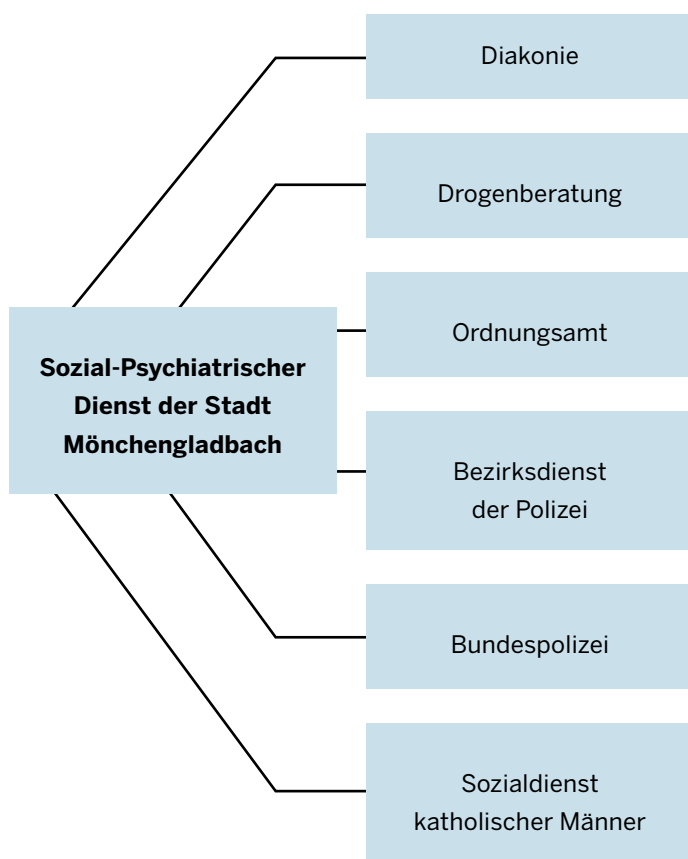 Diakonie
Drogenberatung
Ordnungsamt
Sozial-Psychiatrischer
Dienst der Stadt
Mönchengladbach
Bezirksdienst
der Polizei
Bundespolizei
Sozialdienst
katholischer Männer